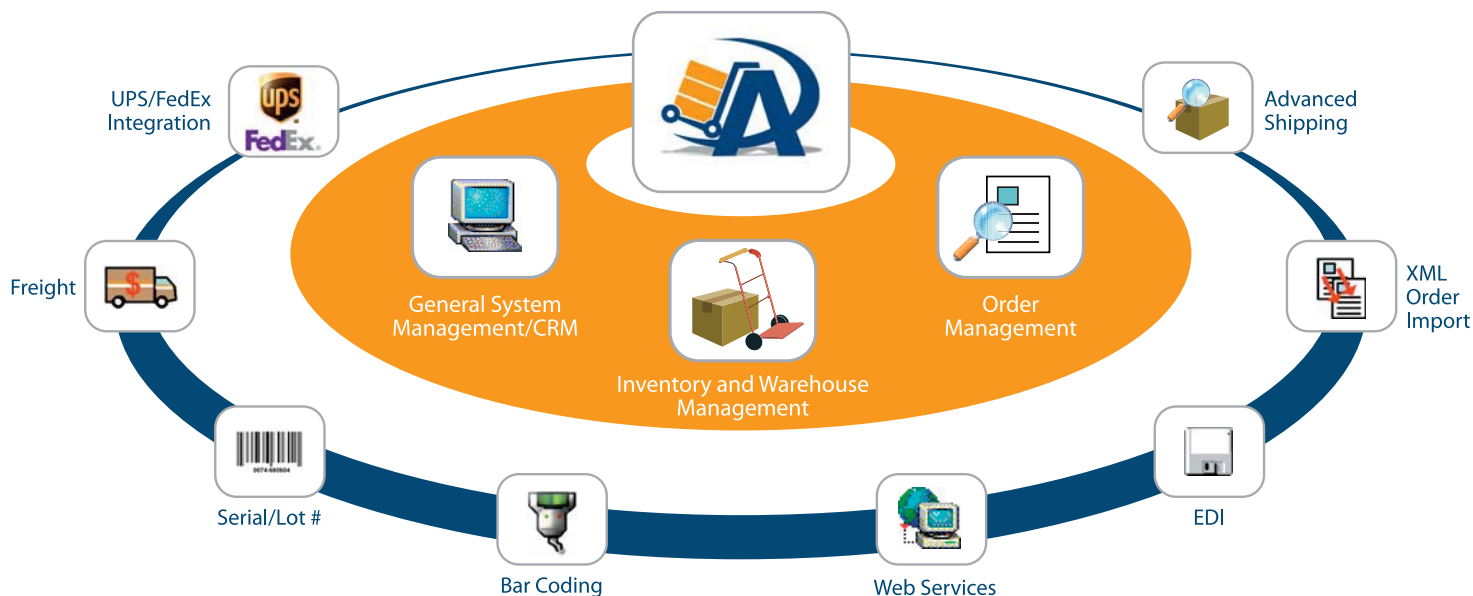 UPS/FedEx
Integration
ups
FedEx®
A
Advanced
Shipping
General System
Management/CRM
Order
Management
Freight
$
XML
Order
Import
Inventory and Warehouse
Management
Serial/Lot #
EDI
Bar Coding
Web Services